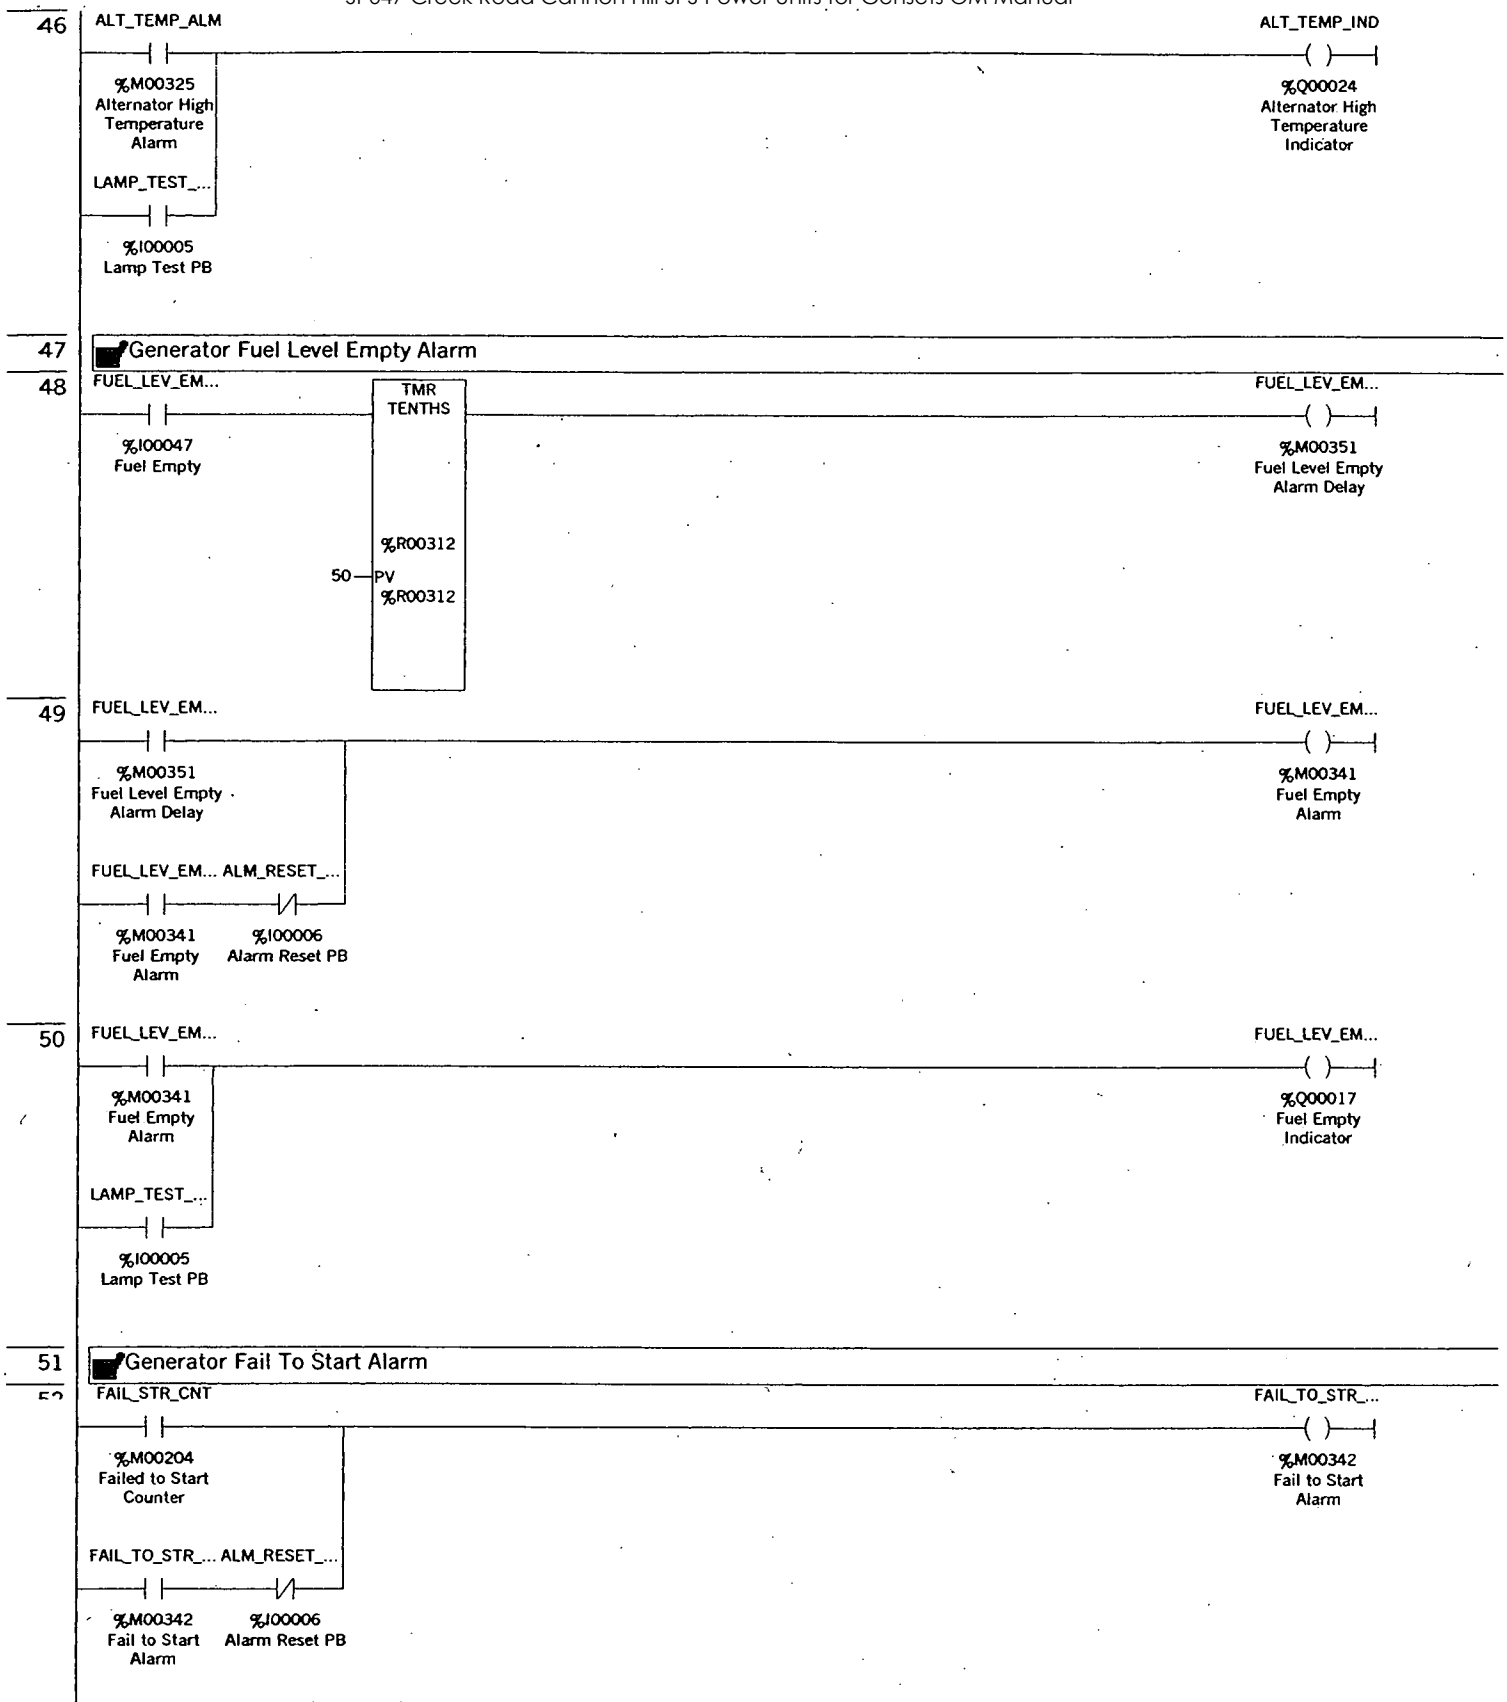 46
ALT_TEMP_ALM
ALT_TEMP_IND
%M00325
Alternator High
Temperature
Alarm
%Q00024
Alternator High
Temperature
Indicator
LAMP_TEST_...
%I00005
Lamp Test PB
47
Generator Fuel Level Empty Alarm
48
FUEL_LEV_EM...
TMR
TENTHS
FUEL_LEV_EM...
%I00047
Fuel Empty
%M00351
Fuel Level Empty
Alarm Delay
%R00312
50
PV
%R00312
49
FUEL_LEV_EM...
FUEL_LEV_EM...
%M00351
Fuel Level Empty
Alarm Delay
%M00341
Fuel Empty
Alarm
FUEL_LEV_EM... ALM_RESET_...
%M00341
Fuel Empty
Alarm
%I00006
Alarm Reset PB
50
FUEL_LEV_EM...
FUEL_LEV_EM...
%M00341
Fuel Empty
Alarm
%Q00017
Fuel Empty
Indicator
LAMP_TEST_...
%I00005
Lamp Test PB
51
Generator Fail To Start Alarm
FAIL_STR_CNT
FAIL_TO_STR_...
%M00204
Failed to Start
Counter
%M00342
Fail to Start
Alarm
FAIL_TO_STR_... ALM_RESET_...
%M00342
Fail to Start
Alarm
%I00006
Alarm Reset PB